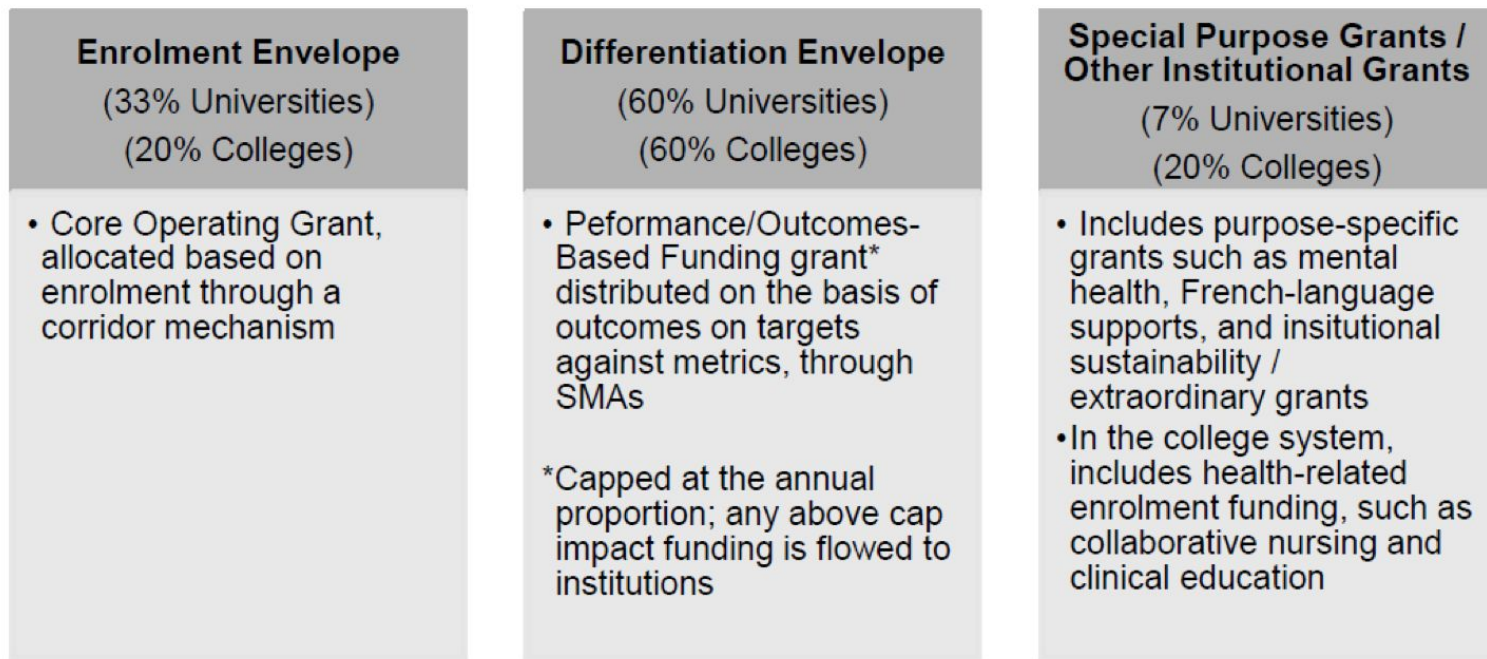 Enrolment Envelope
(33% Universities)
(20% Colleges)
• Core Operating Grant,
allocated based on
enrolment through a
corridor mechanism
Differentiation Envelope
(60% Universities)
(60% Colleges)
• Peformance/Outcomes-
Based Funding grant*
distributed on the basis of
outcomes on targets
against metrics, through
SMAs
*Capped at the annual
proportion; any above cap
impact funding is flowed to
institutions
Special Purpose Grants /
Other Institutional Grants
(7% Universities)
(20% Colleges)
• Includes purpose-specific
grants such as mental
health, French-language
supports, and insitutional
sustainability /
extraordinary grants
•In the college system,
includes health-related
enrolment funding, such as
collaborative nursing and
clinical education